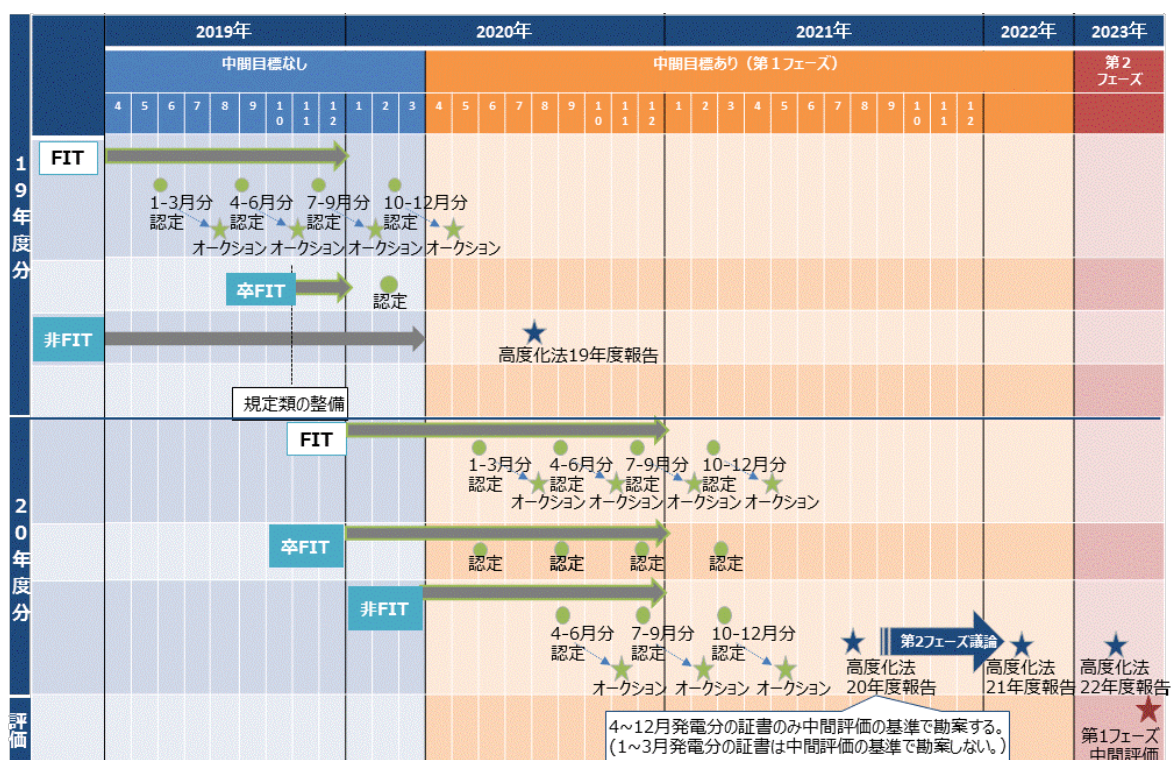 2019年
2020年
2021年
2022年
2023年
中間目標なし
中間目標あり（第１フェーズ）
第２
フェーズ
4 5 6 7 8 9 10 11 12 1 2 3 4 5 6 7 8 9 10 11 12 1 2 3 4 5 6 7 8 9 10 11 12
19年度分
FIT
1-3月分 4-6月分 7-9月分 10-12月分
認定 認定 認定 認定
オークション オークション オークション オークション
卒FIT
認定
非FIT
高度化法19年度報告
規定類の整備
20年度分
FIT
1-3月分 4-6月分 7-9月分 10-12月分
認定 認定 認定 認定
オークション オークション オークション オークション
卒FIT
認定 認定 認定 認定
非FIT
4-6月分 7-9月分 10-12月分
認定 認定 認定
オークション オークション オークション
第2フェーズ議論
高度化法 高度化法 高度化法
20年度報告 21年度報告 22年度報告
評価
4~12月発電分の証書のみ中間評価の基準で勘案する。
(1~3月発電分の証書は中間評価の基準で勘案しない。)
第1フェーズ
中間評価